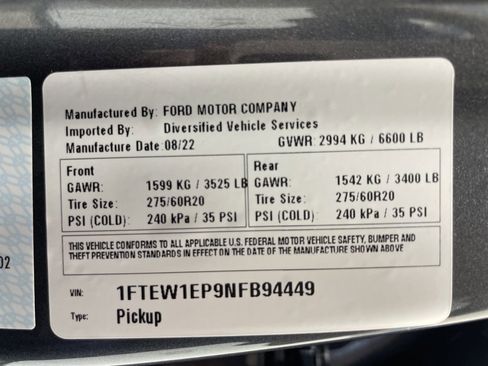 Manufactured By: FORD MOTOR COMPANY
Imported By: Diversified Vehicle Services
Manufacture Date:08/22 GVWR: 2994 KG / 6600 LB
Front
GAWR: 1599 KG / 3525 LB
Tire Size: 275/60R20
PSI (COLD): 240 kPa / 35 PSI
Rear
GAWR: 1542 KG / 3400 LB
Tire Size: 275/60R20
PSI (COLD): 240 kPa / 35 PSI
THIS VEHICLE CONFORMS TO ALL APPLICABLE U.S. FEDERAL MOTOR VEHICLE SAFETY, BUMPER AND
THEFT PREVENTION STANDARDS IN EFFECT ON THE DATE OF THE MANUFACTURE SHOWN ABOVE
VIN: 1FTEW1EP9NFB94449
Type: Pickup
02